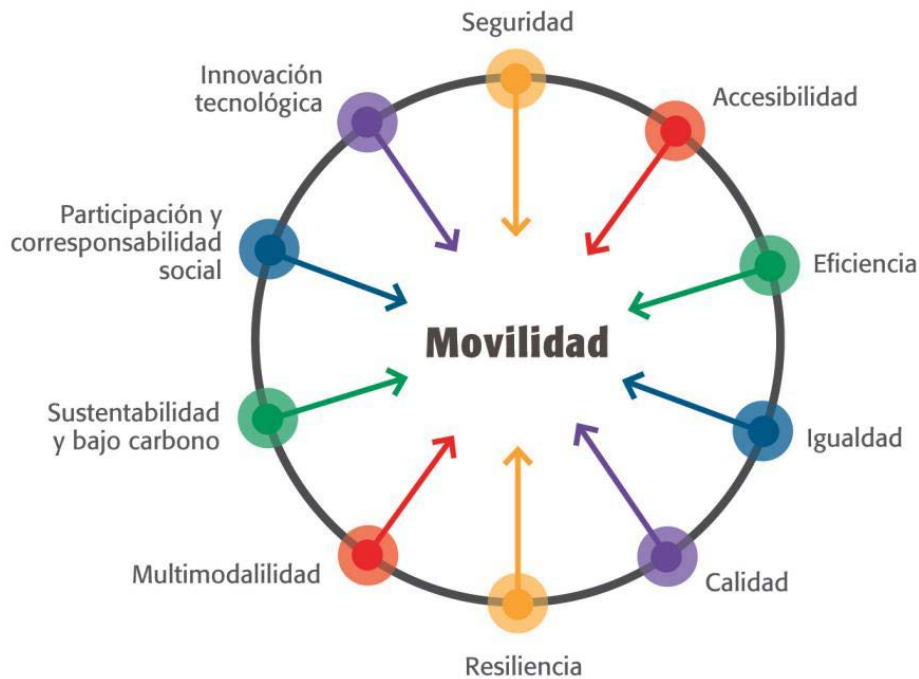 Seguridad
Accesibilidad
Eficiencia
Igualdad
Calidad
Resiliencia
Multimodalilidad
Sustentabilidad
y bajo carbono
Participación y
corresponsabilidad
social
Innovación
tecnológica
Movilidad